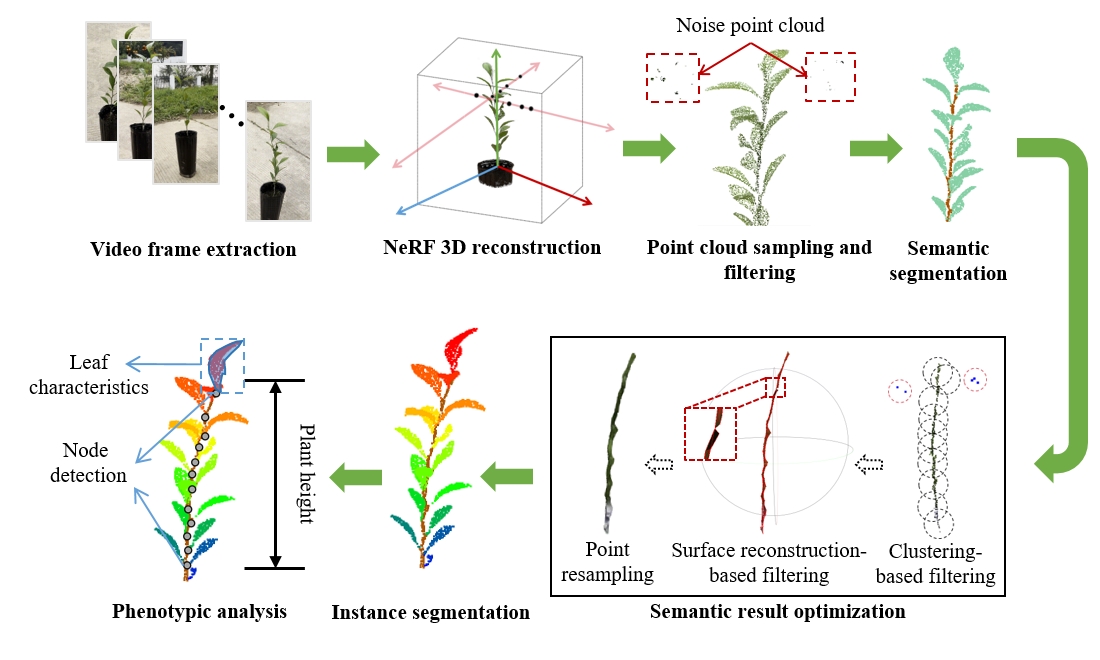 Noise point cloud
Video frame extraction
NeRF 3D reconstruction
Point cloud sampling and
filtering
Semantic
segmentation
Leaf
characteristics
Node
detection
Plant height
Phenotypic analysis
Instance segmentation
Point
resampling
Surface reconstruction-
based filtering
Clustering-
based filtering
Semantic result optimization